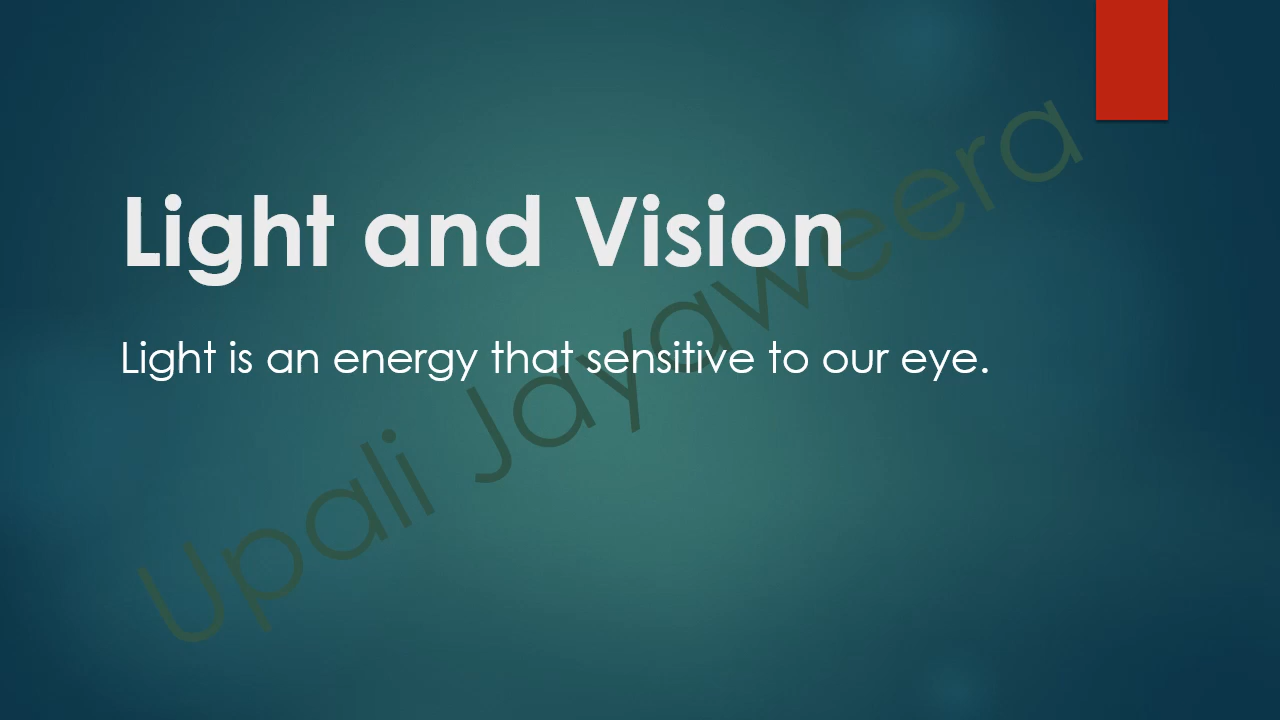 Light and Vision
Light is an energy that sensitive to our eye.
Upali Jayaweera